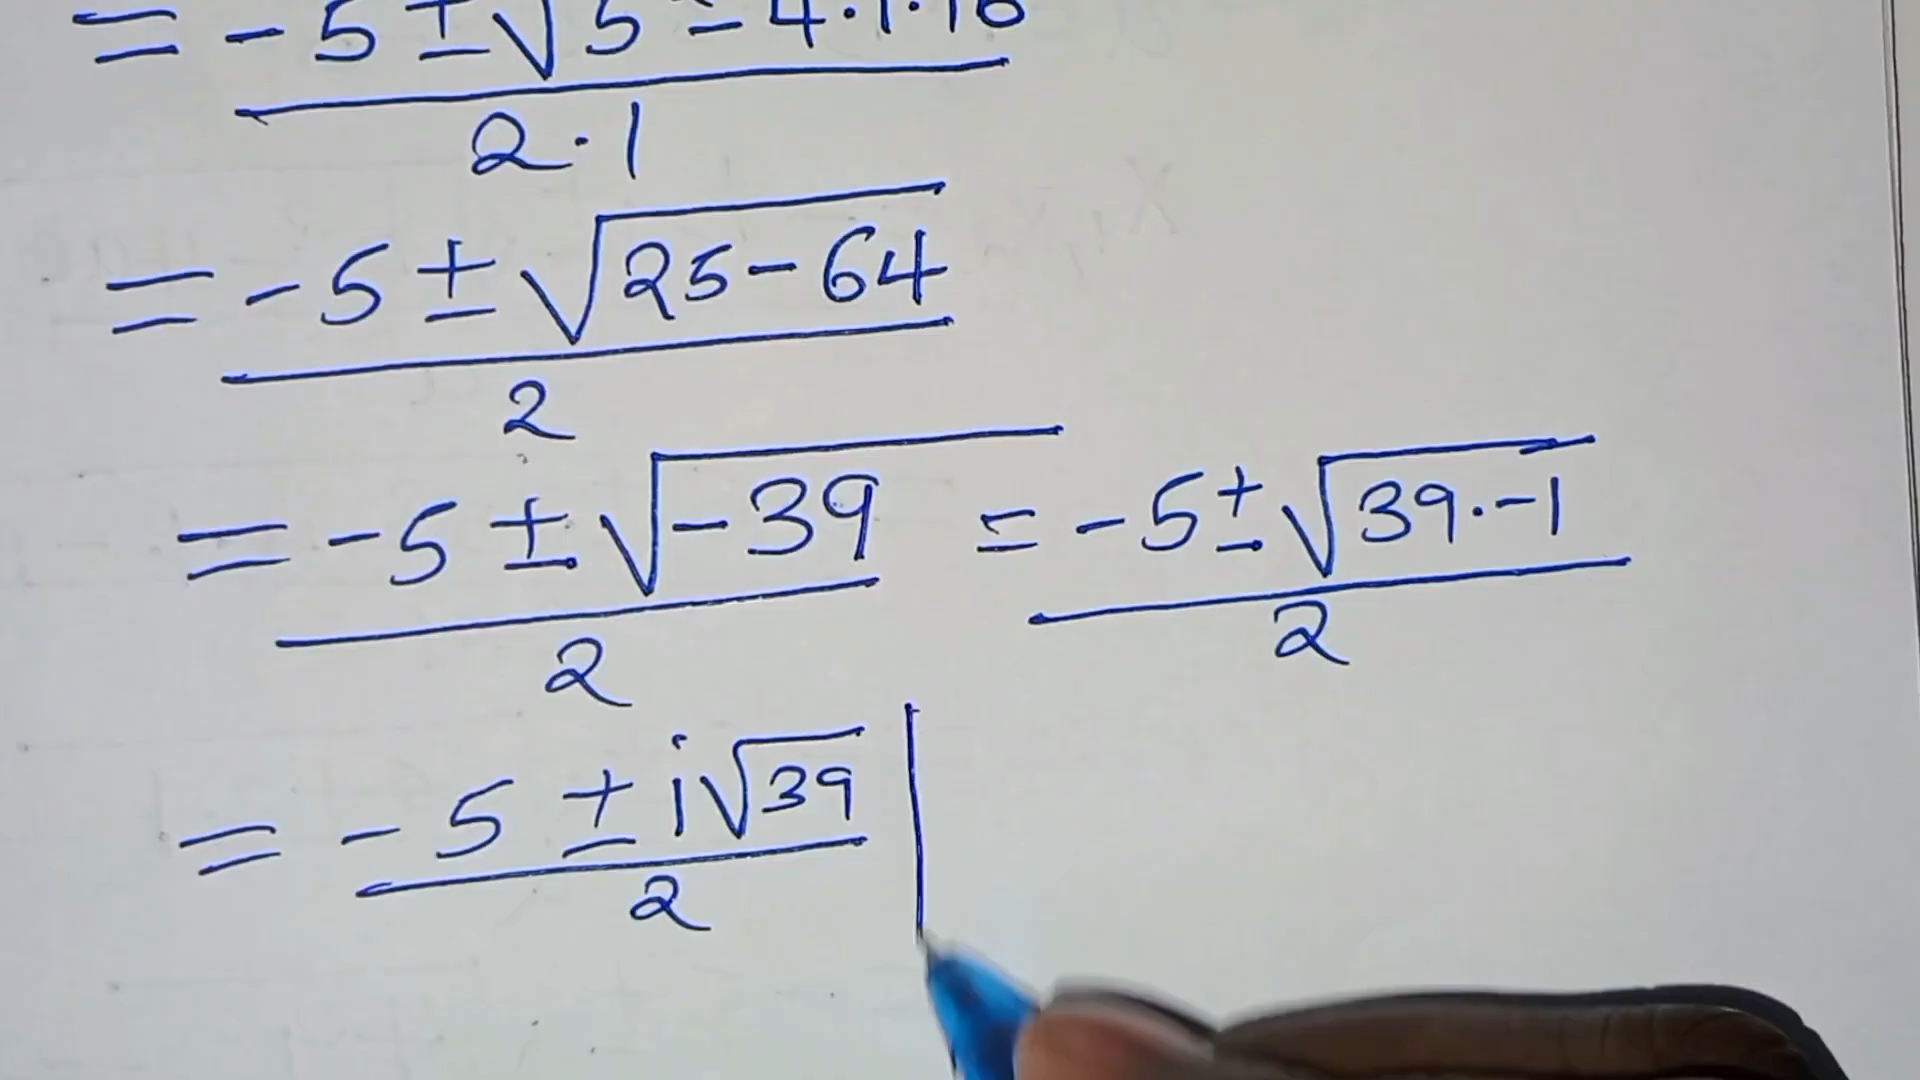 = -5 ± √5 - 4·1·16
2·1
= -5 ± √25-64
2
= -5 ± √-39 = -5 ± √39·-1
2 2
= -5 ± i√39
2